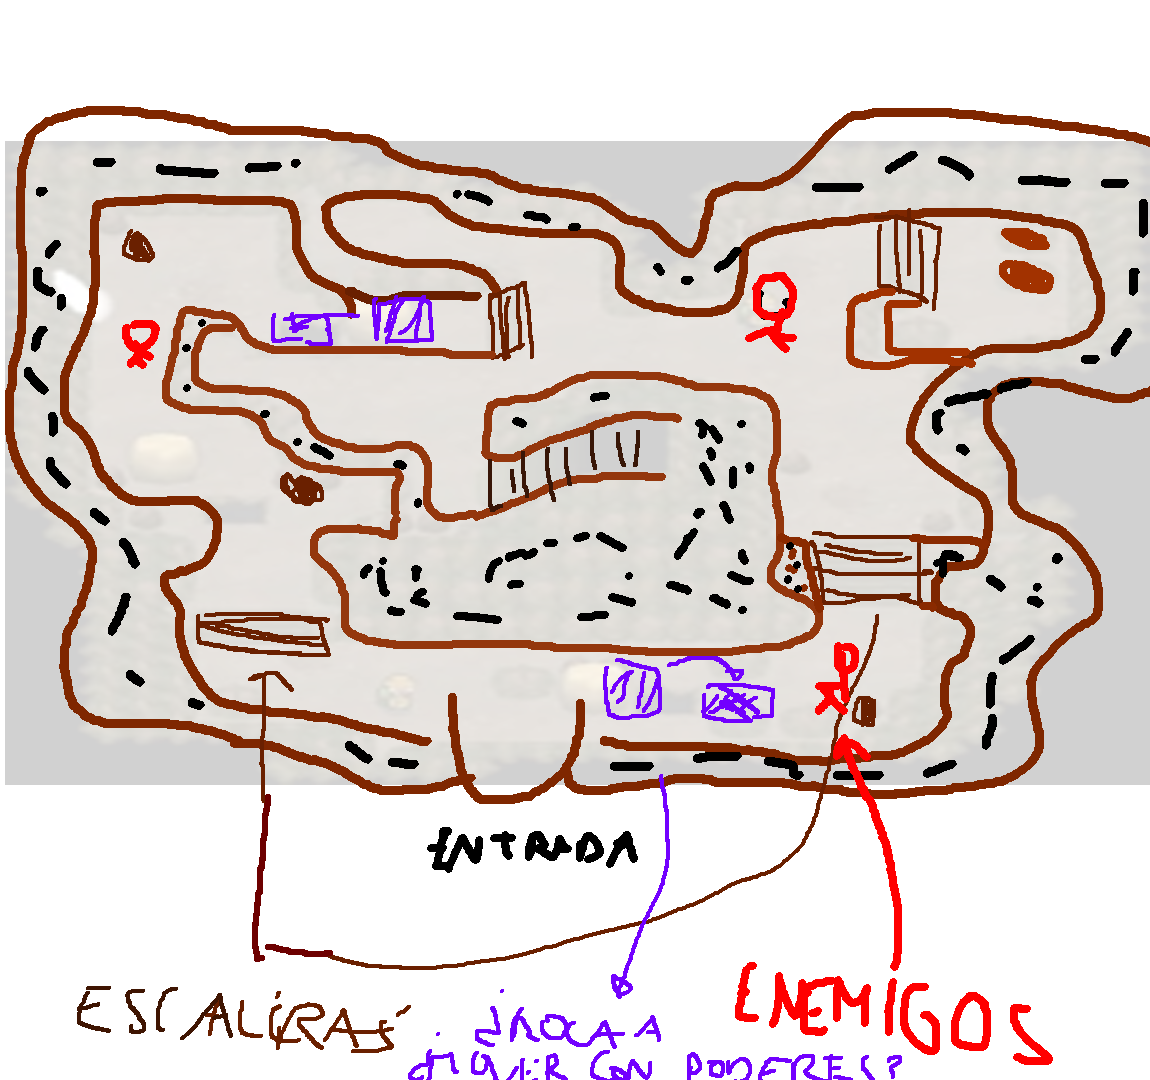 ENTRADA
ESCALERAS
ENEMIGOS
¿ROCA A
MOVER CON PODERES?